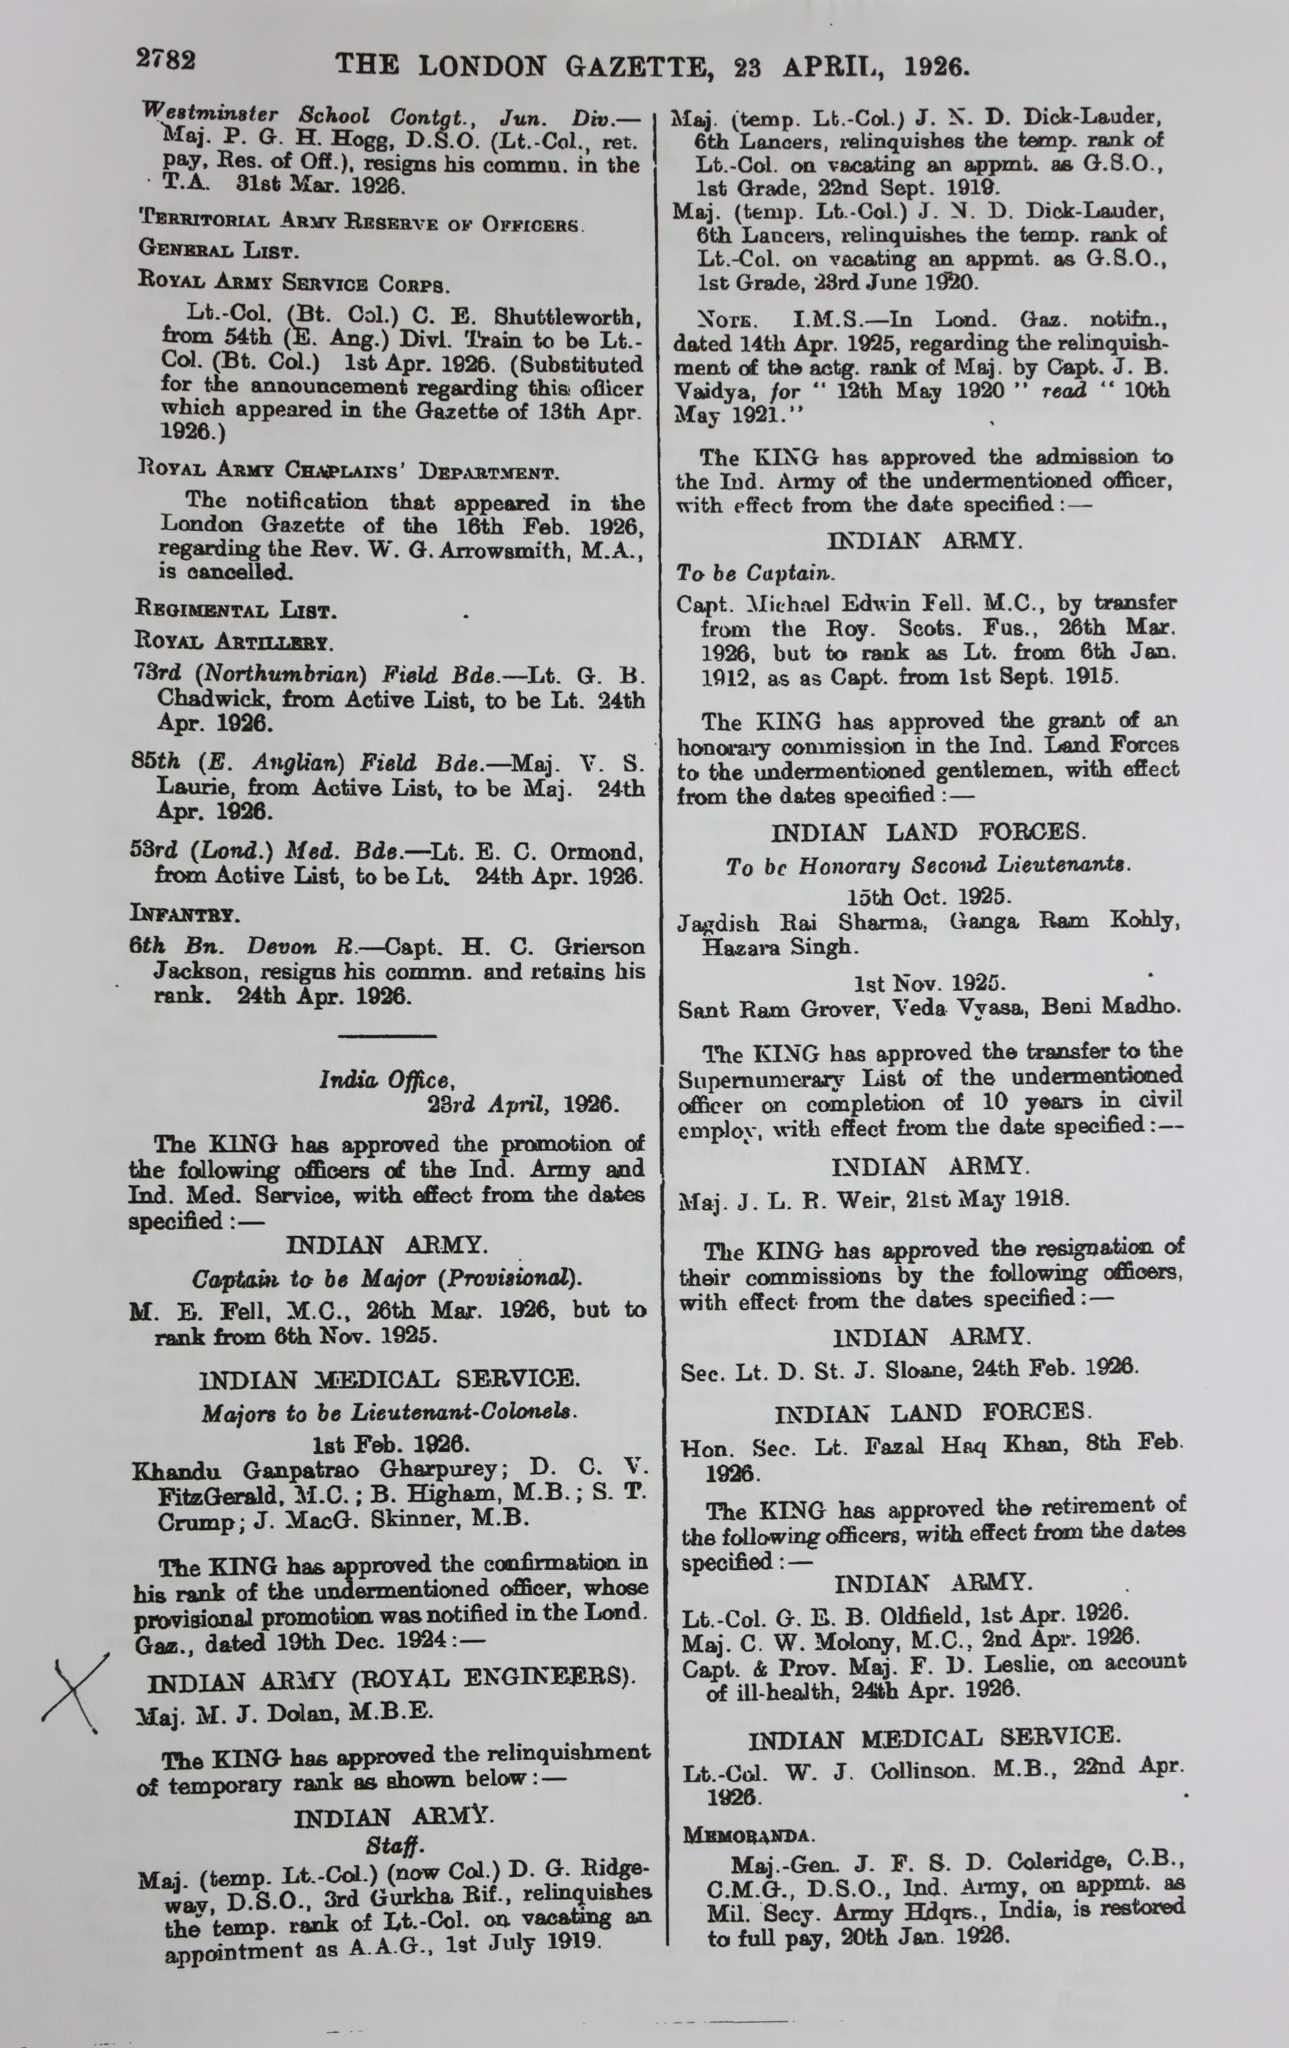 2782
THE LONDON GAZETTE, 23 APRIL, 1926.
Westminster School Contgt., Jun. Div.—
Maj. P. G. H. Hogg, D.S.O. (Lt.-Col., ret.
pay, Res. of Off.), resigns his commn. in the
T.A. 31st Mar. 1926.
TERRITORIAL ARMY RESERVE OF OFFICERS.
GENERAL LIST.
ROYAL ARMY SERVICE CORPS.
Lt.-Col. (Bt. Col.) C. E. Shuttleworth,
from 54th (E. Ang.) Divl. Train to be Lt.-
Col. (Bt. Col.) 1st Apr. 1926. (Substituted
for the announcement regarding this officer
which appeared in the Gazette of 13th Apr.
1926.)
ROYAL ARMY CHAPLAINS' DEPARTMENT.
The notification that appeared in the
London Gazette of the 16th Feb. 1926,
regarding the Rev. W. G. Arrowsmith, M.A.,
is cancelled.
REGIMENTAL LIST.
ROYAL ARTILLERY.
73rd (Northumbrian) Field Bde.—Lt. G. B.
Chadwick, from Active List, to be Lt. 24th
Apr. 1926.
85th (E. Anglian) Field Bde.—Maj. V. S.
Laurie, from Active List, to be Maj. 24th
Apr. 1926.
53rd (Lond.) Med. Bde.—Lt. E. C. Ormond,
from Active List, to be Lt. 24th Apr. 1926.
INFANTRY.
6th Bn. Devon R.—Capt. H. C. Grierson
Jackson, resigns his commn. and retains his
rank. 24th Apr. 1926.
India Office,
23rd April, 1926.
The KING has approved the promotion of
the following officers of the Ind. Army and
Ind. Med. Service, with effect from the dates
specified :—
INDIAN ARMY.
Captain to be Major (Provisional).
M. E. Fell, M.C., 26th Mar. 1926, but to
rank from 6th Nov. 1925.
INDIAN MEDICAL SERVICE.
Majors to be Lieutenant-Colonels.
1st Feb. 1926.
Khandu Ganpatrao Gharpurey; D. C. V.
FitzGerald, M.C.; B. Higham, M.B.; S. T.
Crump; J. MacG. Skinner, M.B.
The KING has approved the confirmation in
his rank of the undermentioned officer, whose
provisional promotion was notified in the Lond.
Gaz., dated 19th Dec. 1924:—
INDIAN ARMY (ROYAL ENGINEERS).
Maj. M. J. Dolan, M.B.E.
The KING has approved the relinquishment
of temporary rank as shown below:—
INDIAN ARMY.
Staff.
Maj. (temp. Lt.-Col.) (now Col.) D. G. Ridge-
way, D.S.O., 3rd Gurkha Rif., relinquishes
the temp. rank of Lt.-Col. on vacating an
appointment as A.A.G., 1st July 1919.
Maj. (temp. Lt.-Col.) J. N. D. Dick-Lauder,
6th Lancers, relinquishes the temp. rank of
Lt.-Col. on vacating an appmt. as G.S.O.,
1st Grade, 22nd Sept. 1919.
Maj. (temp. Lt.-Col.) J. N. D. Dick-Lauder,
6th Lancers, relinquishes the temp. rank of
Lt.-Col. on vacating an appmt. as G.S.O.,
1st Grade, 23rd June 1920.
NOTE. I.M.S.—In Lond. Gaz. notifn.,
dated 14th Apr. 1925, regarding the relinquish-
ment of the actg. rank of Maj. by Capt. J. B.
Vaidya, for " 12th May 1920 " read " 10th
May 1921."
The KING has approved the admission to
the Ind. Army of the undermentioned officer,
with effect from the date specified:—
INDIAN ARMY.
To be Captain.
Capt. Michael Edwin Fell. M.C., by transfer
from the Roy. Scots. Fus., 26th Mar.
1926, but to rank as Lt. from 6th Jan.
1912, as as Capt. from 1st Sept. 1915.
The KING has approved the grant of an
honorary commission in the Ind. Land Forces
to the undermentioned gentlemen, with effect
from the dates specified :—
INDIAN LAND FORCES.
To be Honorary Second Lieutenants.
15th Oct. 1925.
Jagdish Rai Sharma, Ganga Ram Kohly,
Hazara Singh.
1st Nov. 1925.
Sant Ram Grover, Veda Vyasa, Beni Madho.
The KING has approved the transfer to the
Supernumerary List of the undermentioned
officer on completion of 10 years in civil
employ, with effect from the date specified:—
INDIAN ARMY.
Maj. J. L. R. Weir, 21st May 1918.
The KING has approved the resignation of
their commissions by the following officers,
with effect from the dates specified:—
INDIAN ARMY.
Sec. Lt. D. St. J. Sloane, 24th Feb. 1926.
INDIAN LAND FORCES.
Hon. Sec. Lt. Fazal Haq Khan, 8th Feb.
1926.
The KING has approved the retirement of
the following officers, with effect from the dates
specified :—
INDIAN ARMY.
Lt.-Col. G. E. B. Oldfield, 1st Apr. 1926.
Maj. C. W. Molony, M.C., 2nd Apr. 1926.
Capt. & Prov. Maj. F. D. Leslie, on account
of ill-health, 24th Apr. 1926.
INDIAN MEDICAL SERVICE.
Lt.-Col. W. J. Collinson. M.B., 22nd Apr.
1926.
MEMORANDA.
Maj.-Gen. J. F. S. D. Coleridge, C.B.,
C.M.G., D.S.O., Ind. Army, on appmt. as
Mil. Secy. Army Hdqrs., India, is restored
to full pay, 20th Jan. 1926.